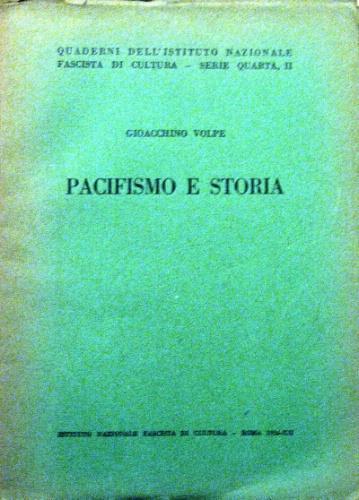 QUADERNI DELL'ISTITUTO NAZIONALE
FASCISTA DI CULTURA - SERIE QUARTA, II
GIOACCHINO VOLPE
PACIFISMO E STORIA
ISTITUTO NAZIONALE FASCISTA DI CULTURA - ROMA